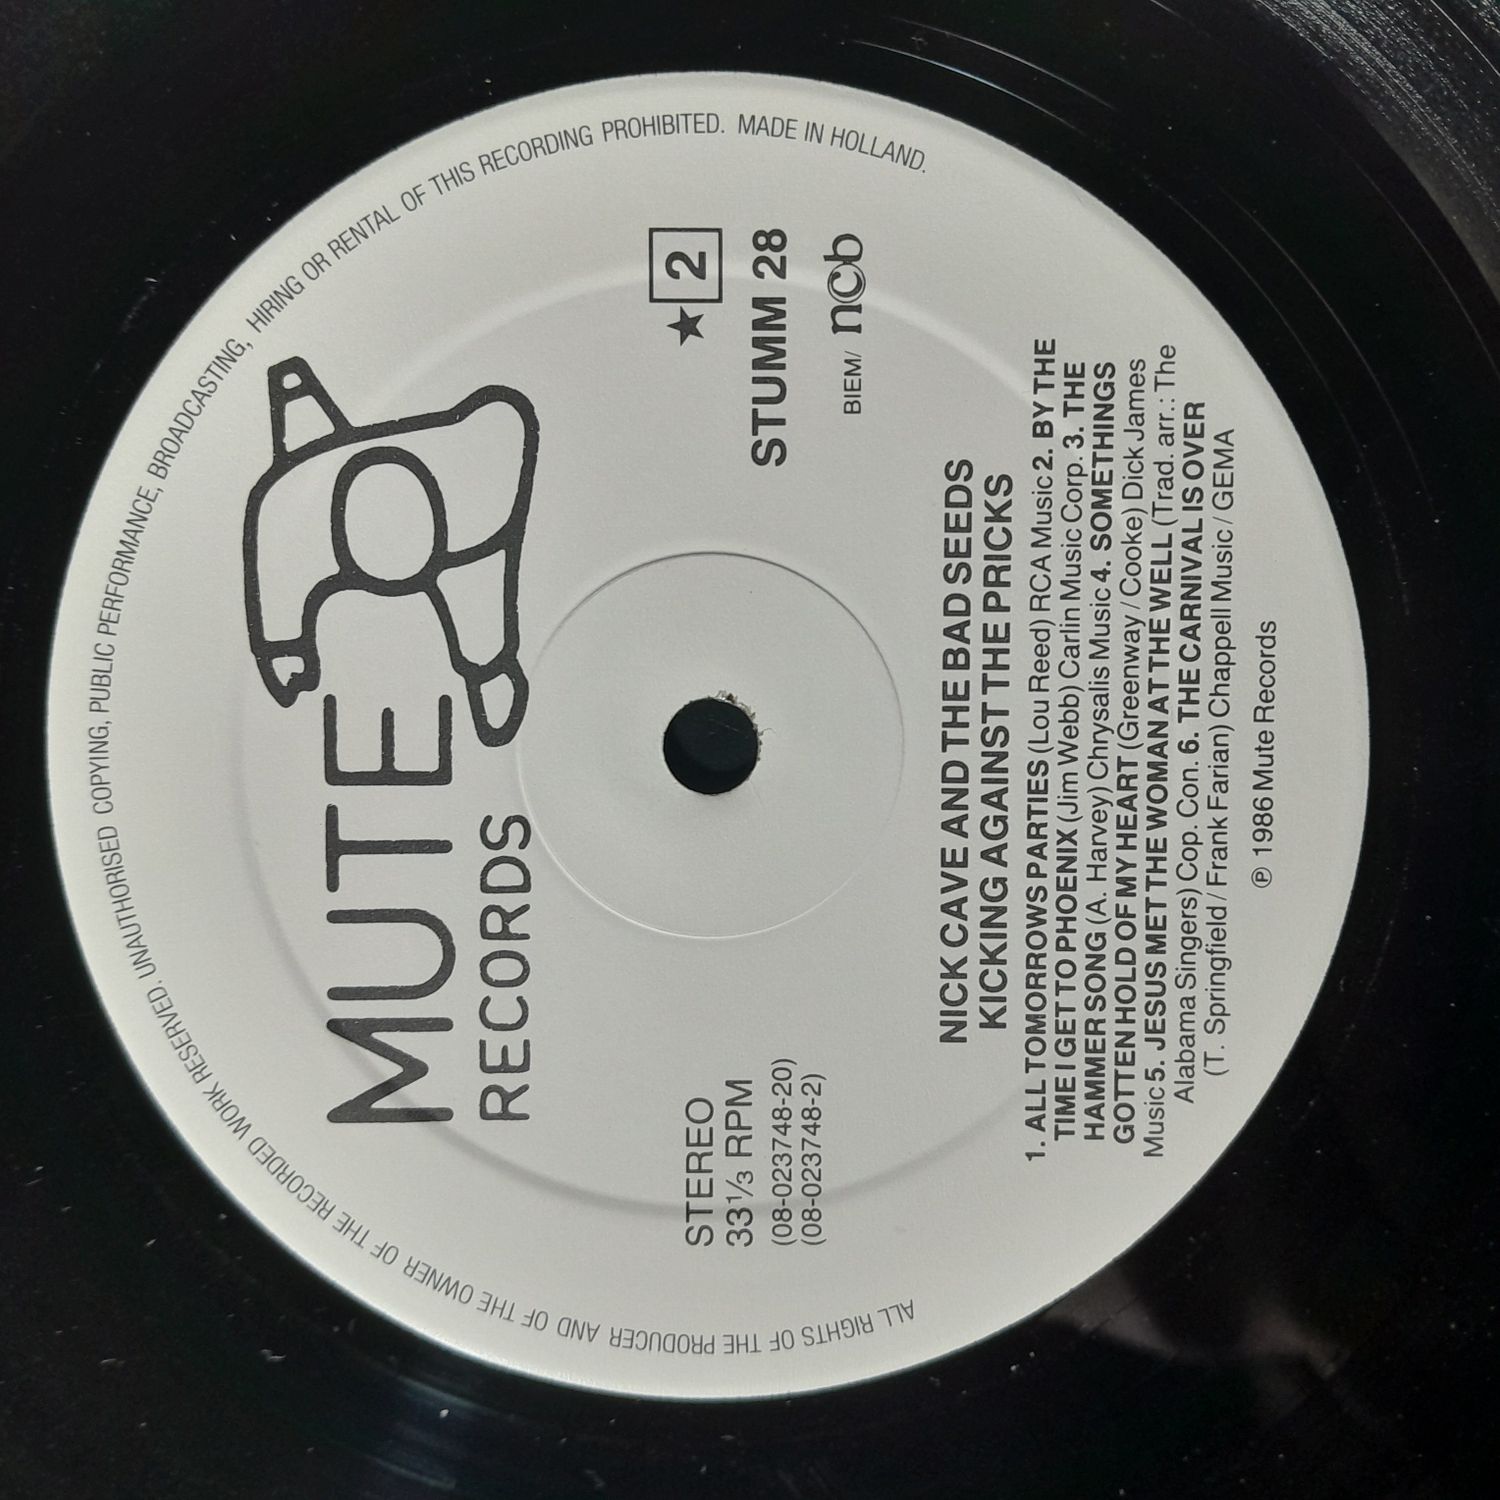 MUTE
RECORDS
STEREO
33⅓ RPM
(08-023748-20)
(08-023748-2)
★ 2
STUMM 28
BIEM/ ncb
NICK CAVE AND THE BAD SEEDS
KICKING AGAINST THE PRICKS
1. ALL TOMORROWS PARTIES (Lou Reed) RCA Music 2. BY THE
TIME I GET TO PHOENIX (Jim Webb) Carlin Music Corp. 3. THE
HAMMER SONG (A. Harvey) Chrysalis Music 4. SOMETHINGS
GOTTEN HOLD OF MY HEART (Greenway / Cooke) Dick James
Music 5. JESUS MET THE WOMAN AT THE WELL (Trad. arr.: The
Alabama Singers) Cop. Con. 6. THE CARNIVAL IS OVER
(T. Springfield / Frank Farian) Chappell Music / GEMA
℗ 1986 Mute Records
ALL RIGHTS OF THE PRODUCER AND OF THE OWNER OF THE RECORDED WORK RESERVED. UNAUTHORISED COPYING, PUBLIC PERFORMANCE, BROADCASTING, HIRING OR RENTAL OF THIS RECORDING PROHIBITED. MADE IN HOLLAND.